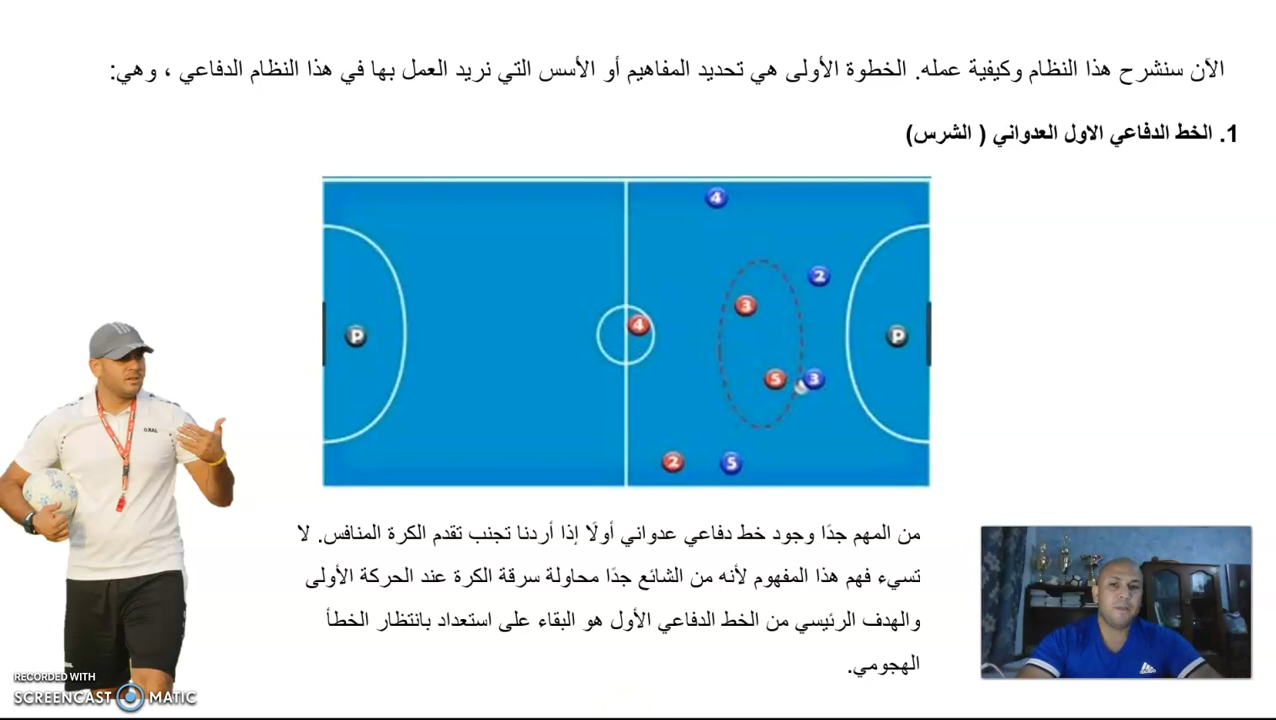 الآن سنشرح هذا النظام وكيفية عمله. الخطوة الأولى هي تحديد المفاهيم أو الأسس التي نريد العمل بها في هذا النظام الدفاعي ، وهي:
1. الخط الدفاعي الاول العدواني ( الشرس)
4
2
3
4
P
P
5
3
2
5
OXAL
من المهم جدًا وجود خط دفاعي عدواني أولًا إذا أردنا تجنب تقدم الكرة المنافس. لا
تسيء فهم هذا المفهوم لأنه من الشائع جدًا محاولة سرقة الكرة عند الحركة الأولى
والهدف الرئيسي من الخط الدفاعي الأول هو البقاء على استعداد بانتظار الخطأ
الهجومي.
adidas
RECORDED WITH
SCREENCAST MATIC